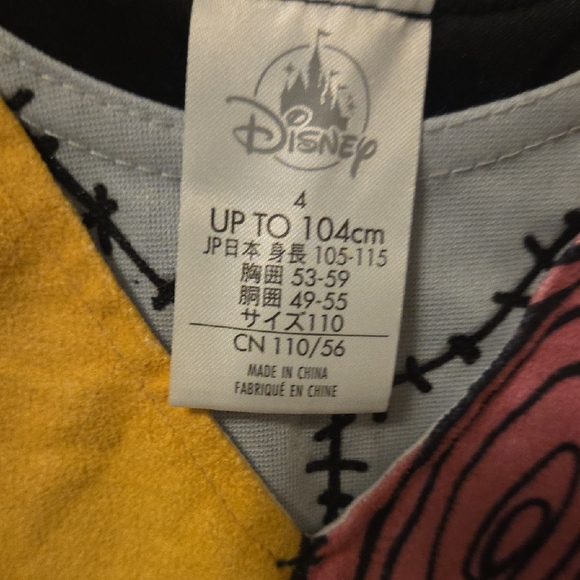 Disney
4
UP TO 104cm
JP日本 身長 105-115
胸囲 53-59
胴囲 49-55
サイズ110
CN 110/56
MADE IN CHINA
FABRIQUÉ EN CHINE